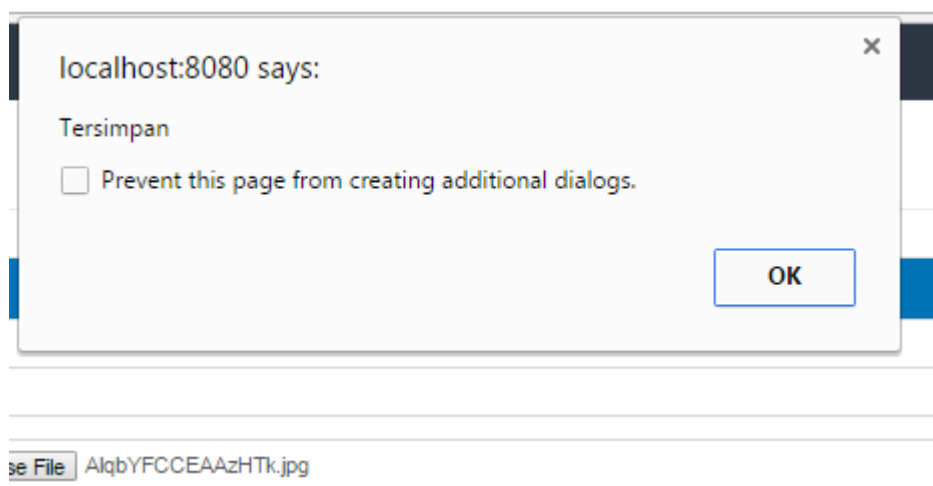 localhost:8080 says:
Tersimpan
Prevent this page from creating additional dialogs.
OK
se File AlqbYFCCEAAzHTk.jpg